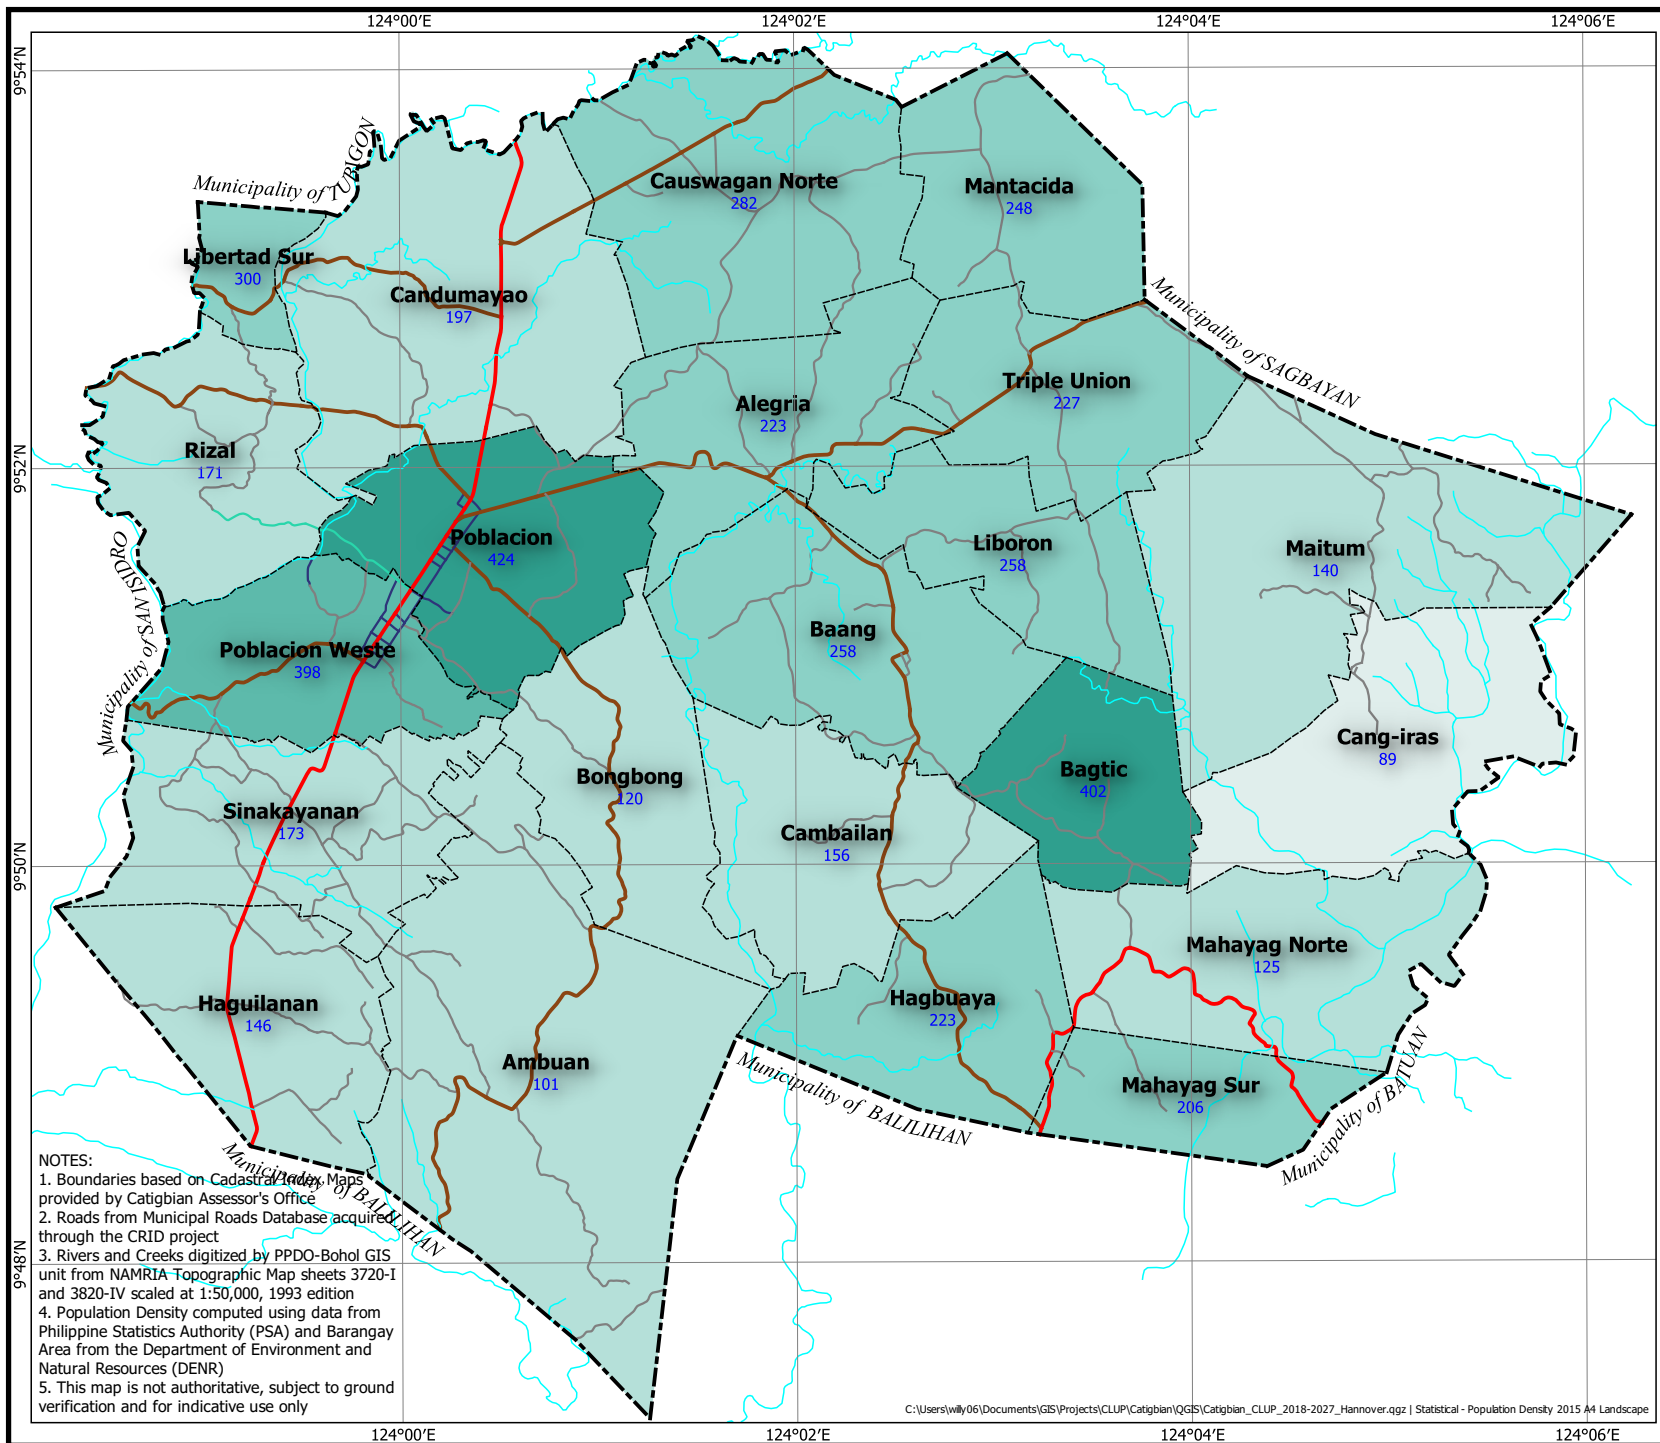 124°00′E
124°02′E
124°04′E
124°06′E
9°54′N
Municipality of TUBIGON
Causwagan Norte
282
Mantacida
248
Libertad Sur
300
Candumayao
197
Municipality of SAGBAYAN
Triple Union
227
Alegria
223
Rizal
171
9°52′N
Poblacion
424
Liboron
258
Maitum
140
Municipality of SAN ISIDRO
Poblacion Weste
398
Baang
258
Cang-iras
89
Bagtic
402
Bongbong
120
Sinakayanan
173
Cambailan
156
9°50′N
Mahayag Norte
125
Haguilanan
146
Hagbuaya
223
Ambuan
101
Mahayag Sur
206
Municipality of BALILIHAN
Municipality of BATUAN
Municipality of BALILIHAN
9°48′N
NOTES:
1. Boundaries based on Cadastral Index Maps
provided by Catigbian Assessor's Office
2. Roads from Municipal Roads Database acquired
through the CRID project
3. Rivers and Creeks digitized by PPDO-Bohol GIS
unit from NAMRIA Topographic Map sheets 3720-I
and 3820-IV scaled at 1:50,000, 1993 edition
4. Population Density computed using data from
Philippine Statistics Authority (PSA) and Barangay
Area from the Department of Environment and
Natural Resources (DENR)
5. This map is not authoritative, subject to ground
verification and for indicative use only
C:\Users\willy06\Documents\GIS\Projects\CLUP\Catigbian\QGIS\Catigbian_CLUP_2018-2027_Hannover.qgz | Statistical - Population Density 2015 A4 Landscape
124°00′E
124°02′E
124°04′E
124°06′E